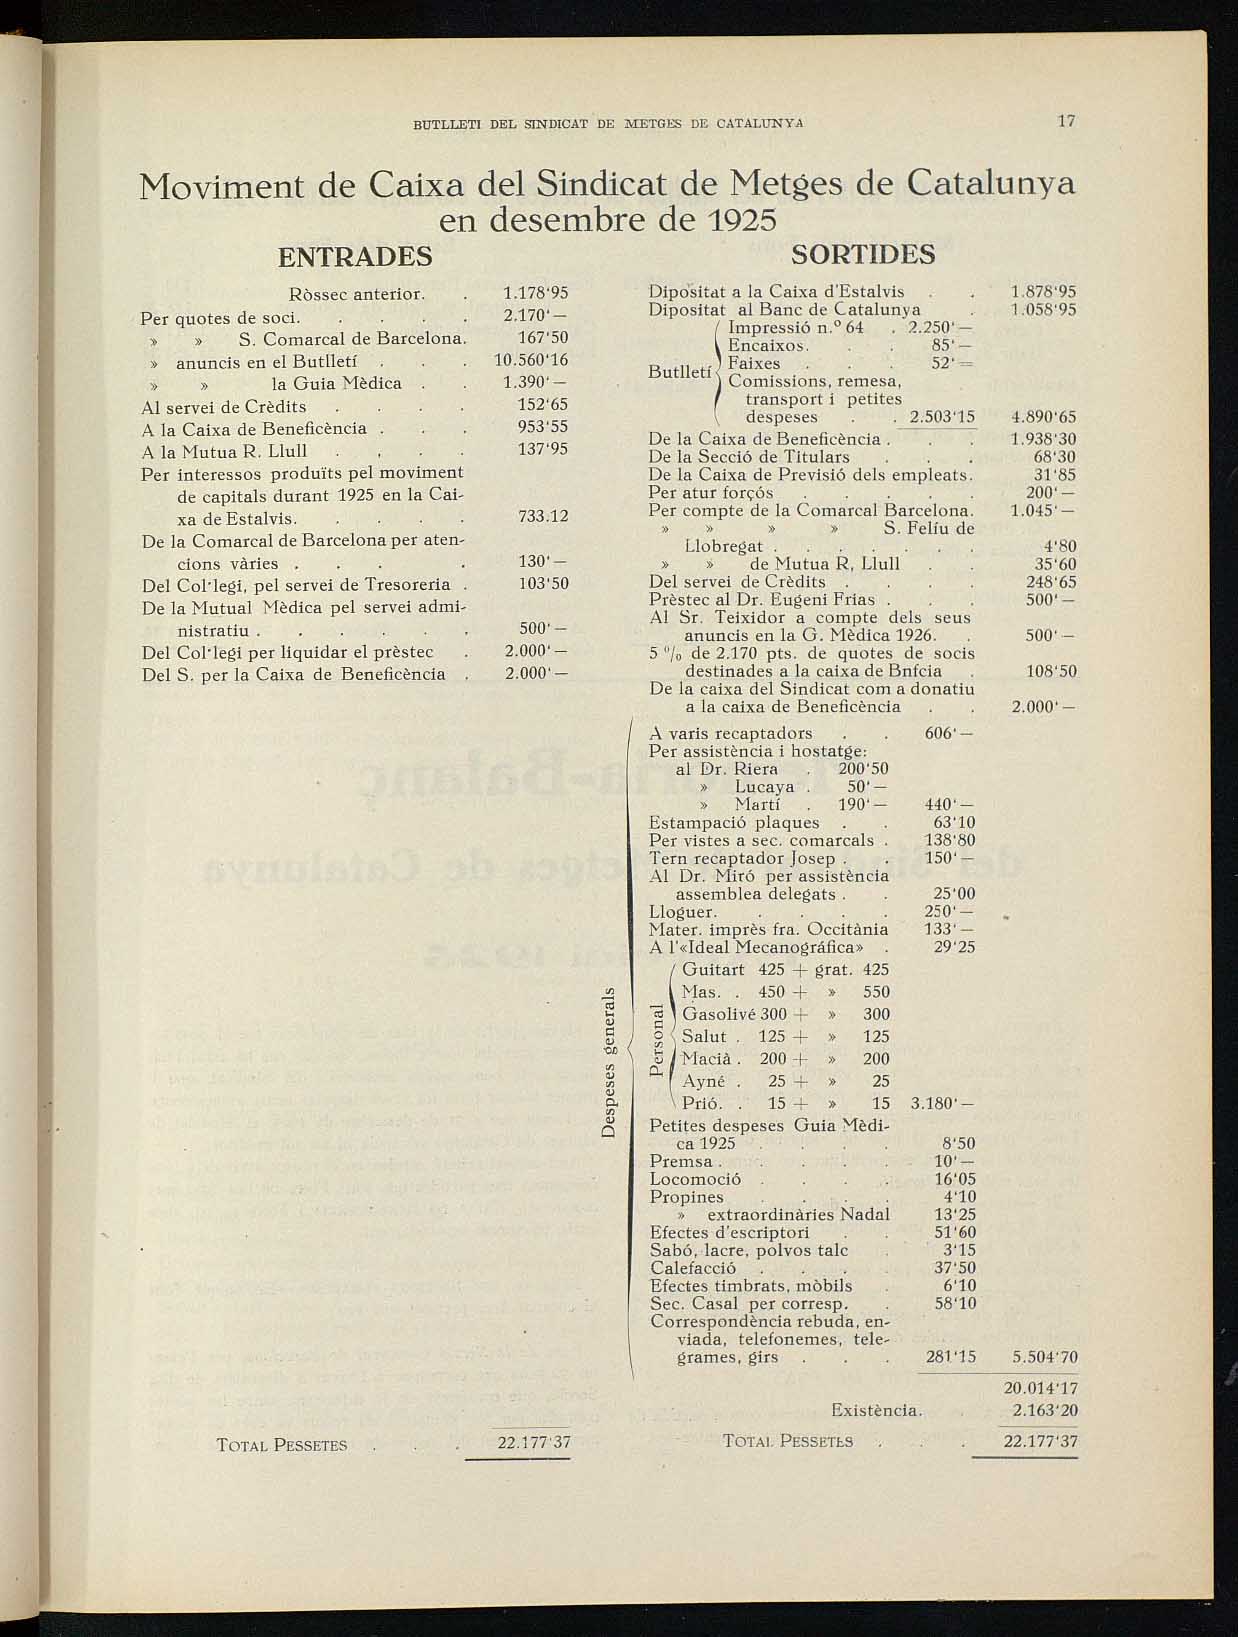 BUTLLETI DEL SINDICAT DE METGES DE CATALUNYA 17
Moviment de Caixa del Sindicat de Metges de Catalunya
en desembre de 1925
ENTRADES
Ròssec anterior. . 1.178'95
Per quotes de soci. . . . . 2.170'—
» » S. Comarcal de Barcelona. 167'50
» anuncis en el Butlletí . . . 10.560'16
» » la Guia Mèdica . . 1.390'—
Al servei de Crèdits . . . . 152'65
A la Caixa de Beneficència . . . 953'55
A la Mutua R. Llull . . . . 137'95
Per interessos produïts pel moviment
de capitals durant 1925 en la Cai-
xa de Estalvis. . . . . 733.12
De la Comarcal de Barcelona per aten-
cions vàries . . . . 130'—
Del Col·legi, pel servei de Tresoreria . 103'50
De la Mutual Mèdica pel servei admi-
nistratiu . . . . . . 500'—
Del Col·legi per liquidar el prèstec . 2.000'—
Del S. per la Caixa de Beneficència . 2.000'—
TOTAL PESSETES . . . 22.177'37
SORTIDES
Dipositat a la Caixa d'Estalvis . . 1.878'95
Dipositat al Banc de Catalunya . 1.058'95
Butlletí
Impressió n.º 64 . 2.250'—
Encaixos. . . 85'—
Faixes . . . 52'—
Comissions, remesa,
transport i petites
despeses . . 2.503'15 4.890'65
De la Caixa de Beneficència . . . 1.938'30
De la Secció de Titulars . . . 68'30
De la Caixa de Previsió dels empleats. 31'85
Per atur forçós . . . . . 200'—
Per compte de la Comarcal Barcelona. 1.045'—
» » » » S. Felíu de
Llobregat . . . . . . . 4'80
» » de Mutua R, Llull . . 35'60
Del servei de Crèdits . . . . 248'65
Prèstec al Dr. Eugeni Frias . . . 500'—
Al Sr. Teixidor a compte dels seus
anuncis en la G. Mèdica 1926. . 500'—
5 % de 2.170 pts. de quotes de socis
destinades a la caixa de Bnfcia . 108'50
De la caixa del Sindicat com a donatiu
a la caixa de Beneficència . . 2.000'—
Despeses generals
A varis recaptadors . . 606'—
Per assistència i hostatge:
al Dr. Riera . 200'50
» Lucaya . 50'—
» Martí . 190'— 440'—
Estampació plaques . . 63'10
Per vistes a sec. comarcals . 138'80
Tern recaptador Josep . . 150'—
Al Dr. Miró per assistència
assemblea delegats . . 25'00
Lloguer. . . . . 250'—
Mater. imprès fra. Occitània 133'—
A l'«Ideal Mecanográfica» . 29'25
Personal
Guitart 425 + grat. 425
Mas. . 450 + » 550
Gasolivé 300 + » 300
Salut . 125 + » 125
Macià . 200 + » 200
Ayné . 25 + » 25
Prió. . 15 + » 15 3.180'—
Petites despeses Guia Mèdi-
ca 1925 . . . . 8'50
Premsa . . . . . 10'—
Locomoció . . . . 16'05
Propines . . . . 4'10
» extraordinàries Nadal 13'25
Efectes d'escriptori . . 51'60
Sabó, lacre, polvos talc . 3'15
Calefacció . . . . 37'50
Efectes timbrats, mòbils . 6'10
Sec. Casal per corresp. . 58'10
Correspondència rebuda, en-
viada, telefonemes, tele-
grames, girs . . . 281'15 5.504'70
20.014'17
Existència. . 2.163'20
TOTAL PESSETES . . . 22.177'37